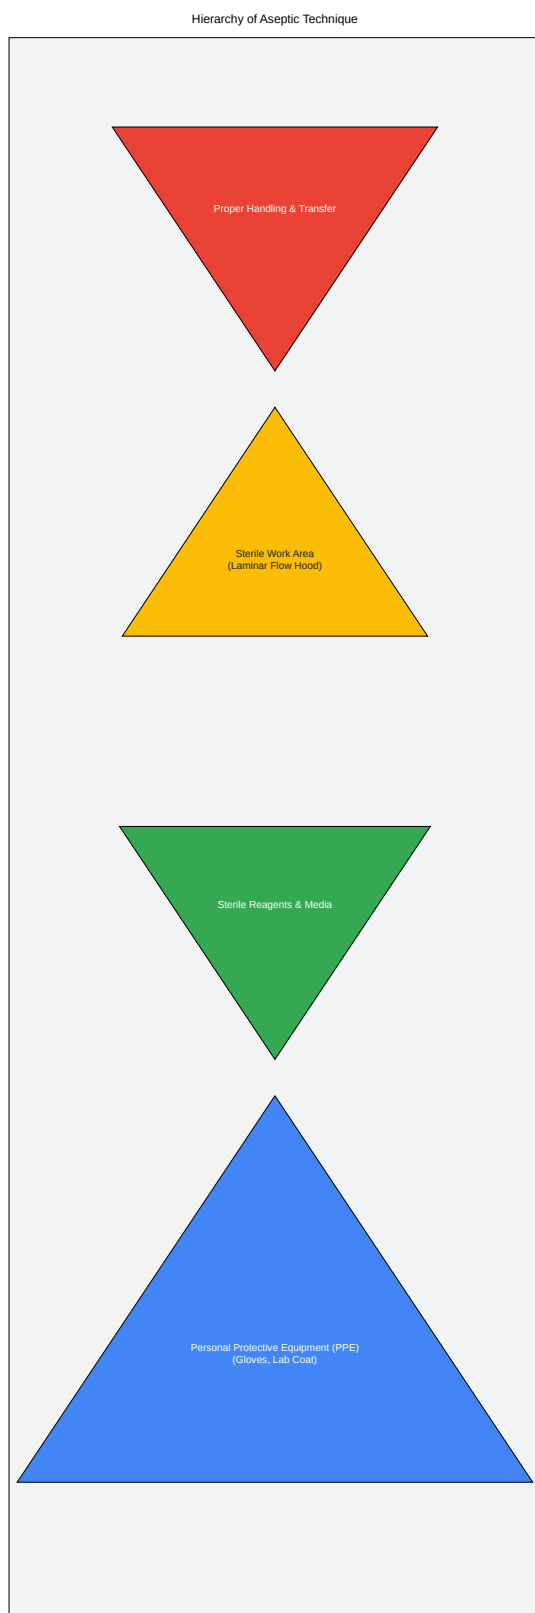 Hierarchy of Aseptic Technique
Proper Handling & Transfer
Sterile Work Area
(Laminar Flow Hood)
Sterile Reagents & Media
Personal Protective Equipment (PPE)
(Gloves, Lab Coat)